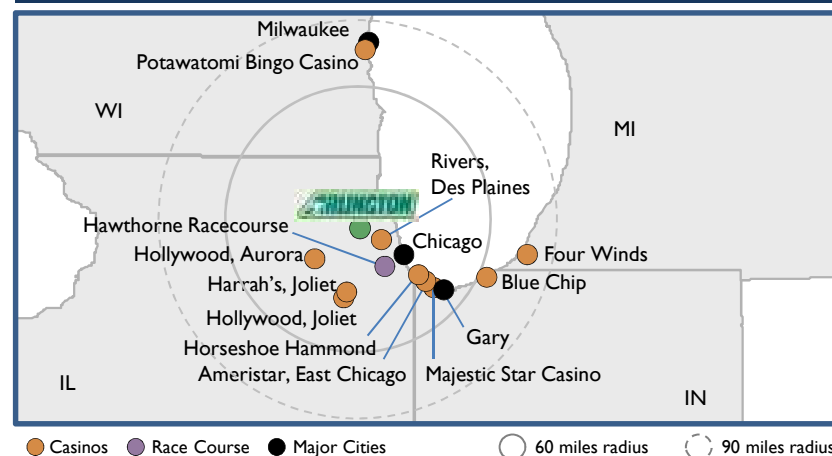 Milwaukee
Potawatomi Bingo Casino
WI
MI
Rivers,
Des Plaines
ARLINGTON
Hawthorne Racecourse
Chicago
Hollywood, Aurora
Four Winds
Harrah's, Joliet
Blue Chip
Hollywood, Joliet
Gary
Horseshoe Hammond
Ameristar, East Chicago
Majestic Star Casino
IL
IN
Casinos
Race Course
Major Cities
60 miles radius
90 miles radius